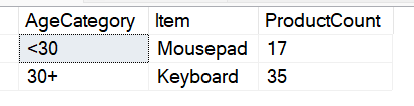 AgeCategory Item ProductCount
<30 Mousepad 17
30+ Keyboard 35